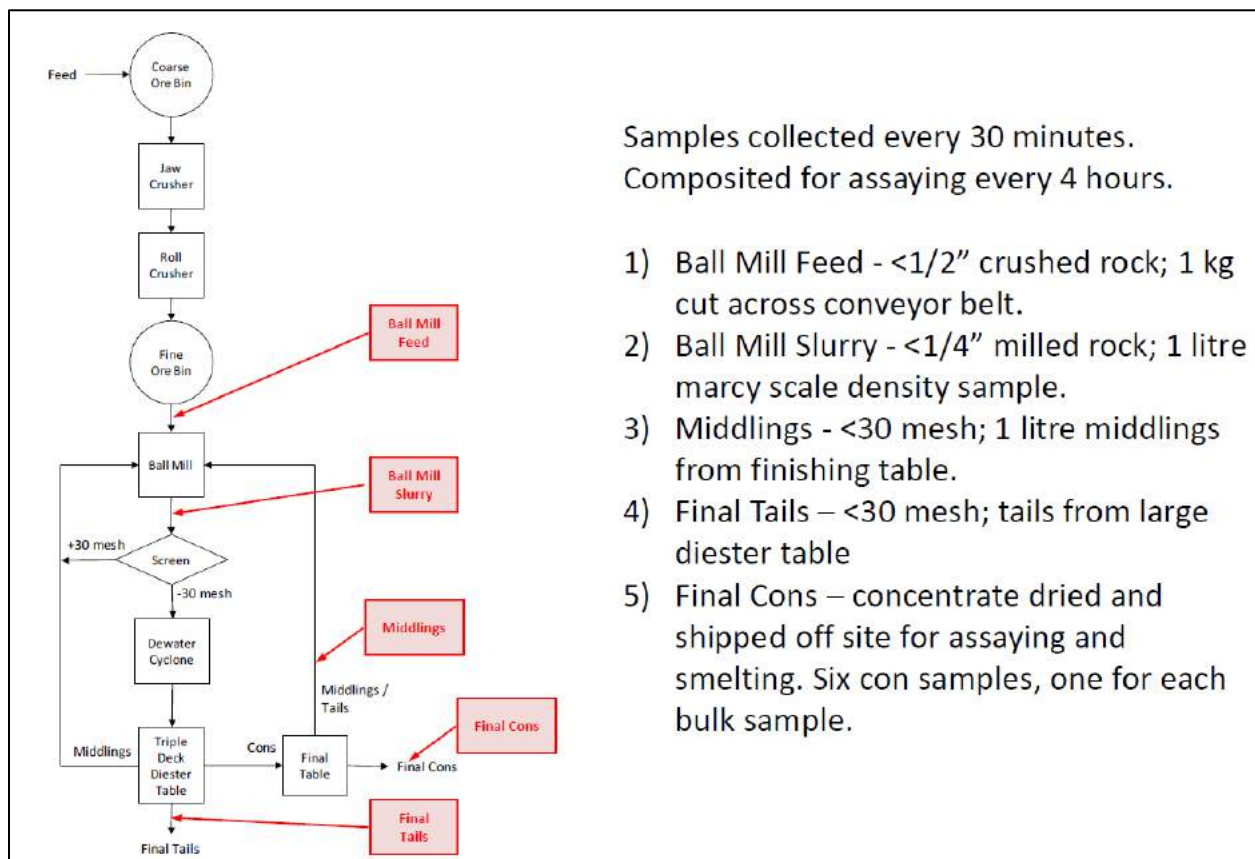 Feed
Coarse
Ore Bin
Jaw
Crusher
Roll
Crusher
Fine
Ore Bin
Ball Mill
Feed
Ball Mill
Ball Mill
Slurry
+30 mesh
Screen
-30 mesh
Dewater
Cyclone
Middlings
Middlings /
Tails
Middlings
Triple
Deck
Diester
Table
Cons
Final
Table
Final Cons
Final Cons
Final
Tails
Final Tails
Samples collected every 30 minutes.
Composited for assaying every 4 hours.
1) Ball Mill Feed - <1/2” crushed rock; 1 kg
cut across conveyor belt.
2) Ball Mill Slurry - <1/4” milled rock; 1 litre
marcy scale density sample.
3) Middlings - <30 mesh; 1 litre middlings
from finishing table.
4) Final Tails – <30 mesh; tails from large
diester table
5) Final Cons – concentrate dried and
shipped off site for assaying and
smelting. Six con samples, one for each
bulk sample.